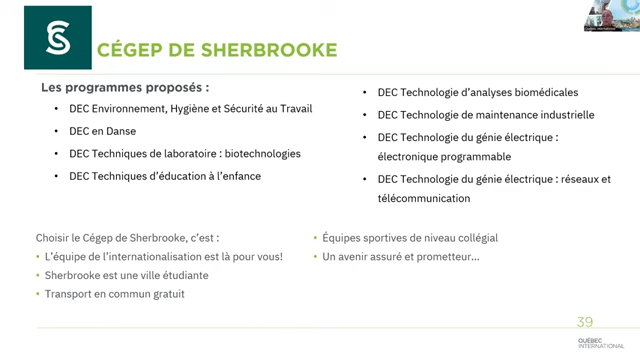 CÉGEP DE SHERBROOKE
Les programmes proposés :
• DEC Environnement, Hygiène et Sécurité au Travail
• DEC en Danse
• DEC Techniques de laboratoire : biotechnologies
• DEC Techniques d'éducation à l'enfance
• DEC Technologie d'analyses biomédicales
• DEC Technologie de maintenance industrielle
• DEC Technologie du génie électrique :
électronique programmable
• DEC Technologie du génie électrique : réseaux et
télécommunication
Choisir le Cégep de Sherbrooke, c'est :
• L'équipe de l'internationalisation est là pour vous!
• Sherbrooke est une ville étudiante
• Transport en commun gratuit
• Équipes sportives de niveau collégial
• Un avenir assuré et prometteur…
39
QUÉBEC
INTERNATIONAL